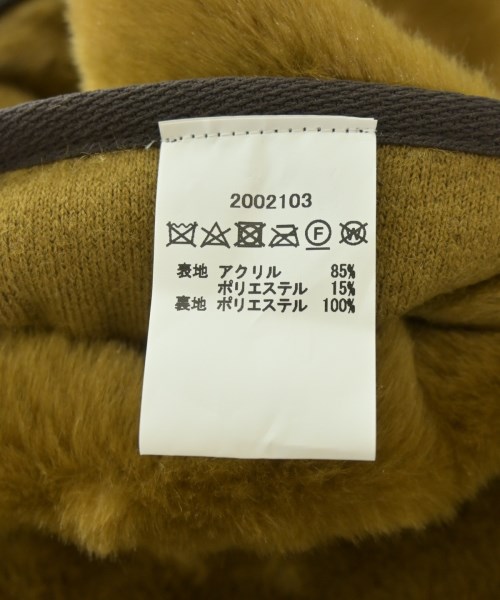 2002103
F W
表地 アクリル 85%
ポリエステル 15%
裏地 ポリエステル 100%